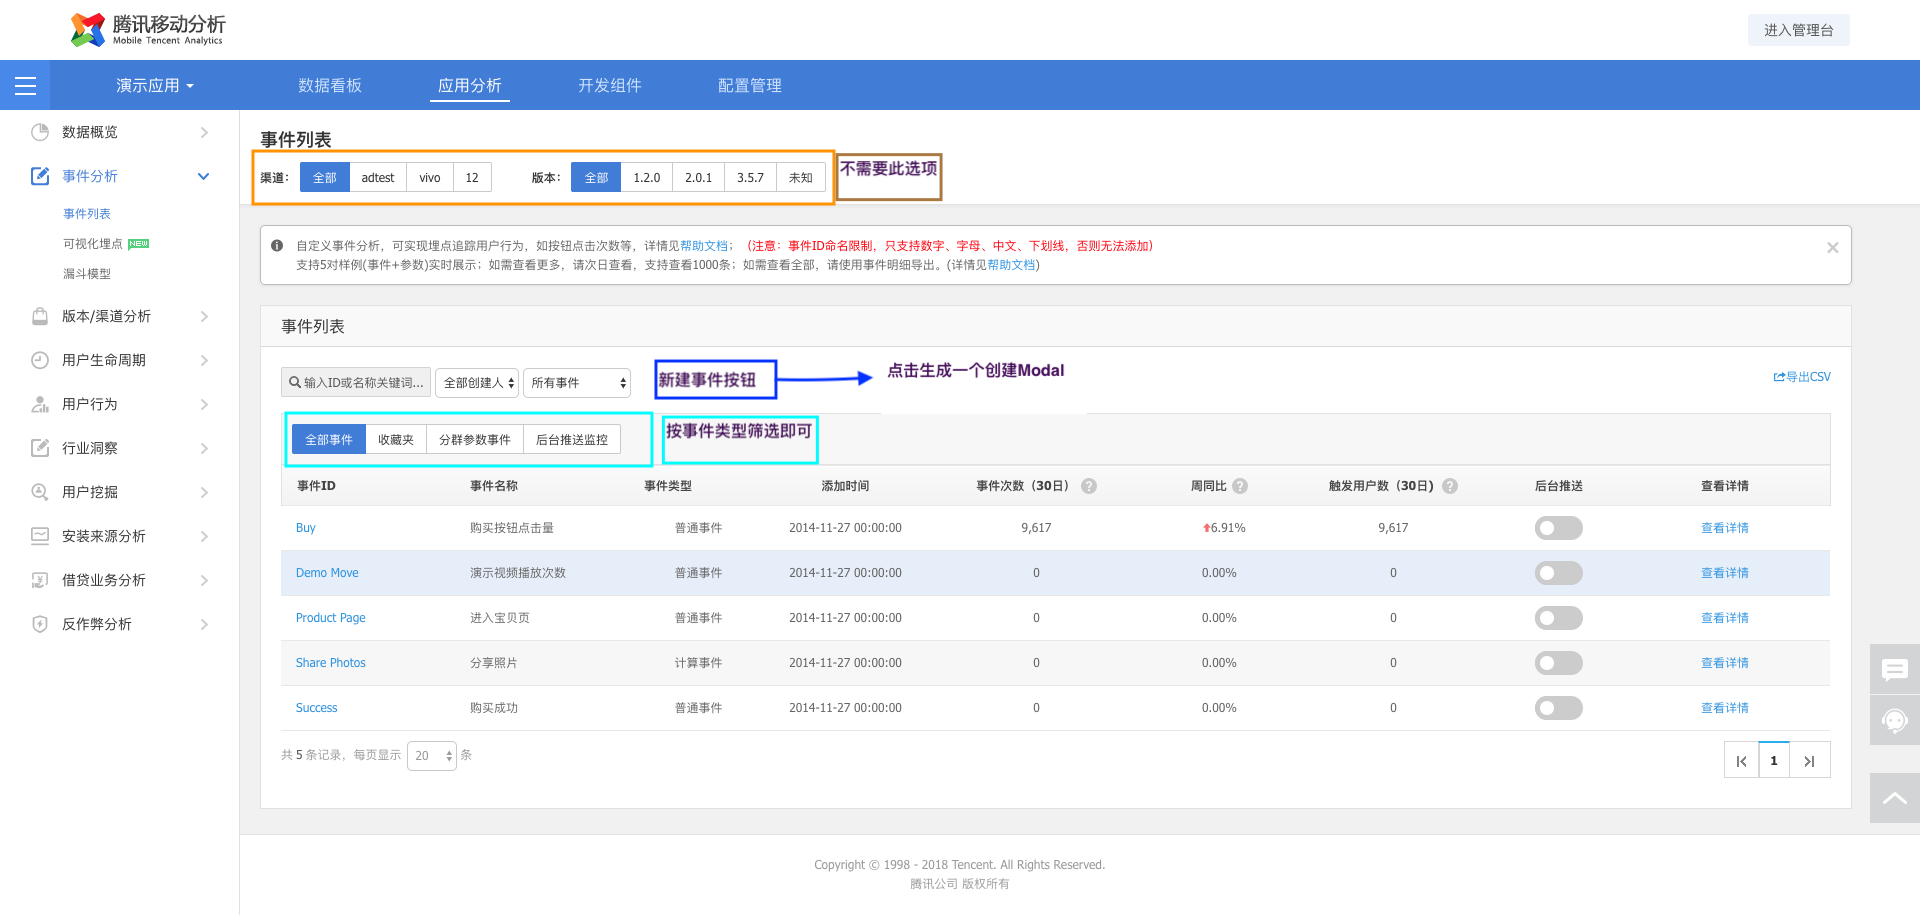 腾讯移动分析
Mobile Tencent Analytics
进入管理台
演示应用 数据看板 应用分析 开发组件 配置管理
数据概览
事件分析
事件列表
可视化埋点 NEW
漏斗模型
版本/渠道分析
用户生命周期
用户行为
行业洞察
用户挖掘
安装来源分析
借贷业务分析
反作弊分析
事件列表
渠道： 全部 adtest vivo 12 版本： 全部 1.2.0 2.0.1 3.5.7 未知
不需要此选项
自定义事件分析，可实现埋点追踪用户行为，如按钮点击次数等，详情见帮助文档；（注意：事件ID命名限制，只支持数字、字母、中文、下划线，否则无法添加）
支持5对样例(事件+参数)实时展示；如需查看更多，请次日查看，支持查看1000条；如需查看全部，请使用事件明细导出。(详情见帮助文档)
事件列表
输入ID或名称关键词... 全部创建人 所有事件 新建事件按钮 点击生成一个创建Modal 导出CSV
全部事件 收藏夹 分群参数事件 后台推送监控 按事件类型筛选即可
事件ID 事件名称 事件类型 添加时间 事件次数（30日） ? 周同比 ? 触发用户数（30日） ? 后台推送 查看详情
Buy 购买按钮点击量 普通事件 2014-11-27 00:00:00 9,617 6.91% 9,617 查看详情
Demo Move 演示视频播放次数 普通事件 2014-11-27 00:00:00 0 0.00% 0 查看详情
Product Page 进入宝贝页 普通事件 2014-11-27 00:00:00 0 0.00% 0 查看详情
Share Photos 分享照片 计算事件 2014-11-27 00:00:00 0 0.00% 0 查看详情
Success 购买成功 普通事件 2014-11-27 00:00:00 0 0.00% 0 查看详情
共 5 条记录，每页显示 20 条 1
Copyright © 1998 - 2018 Tencent. All Rights Reserved.
腾讯公司 版权所有